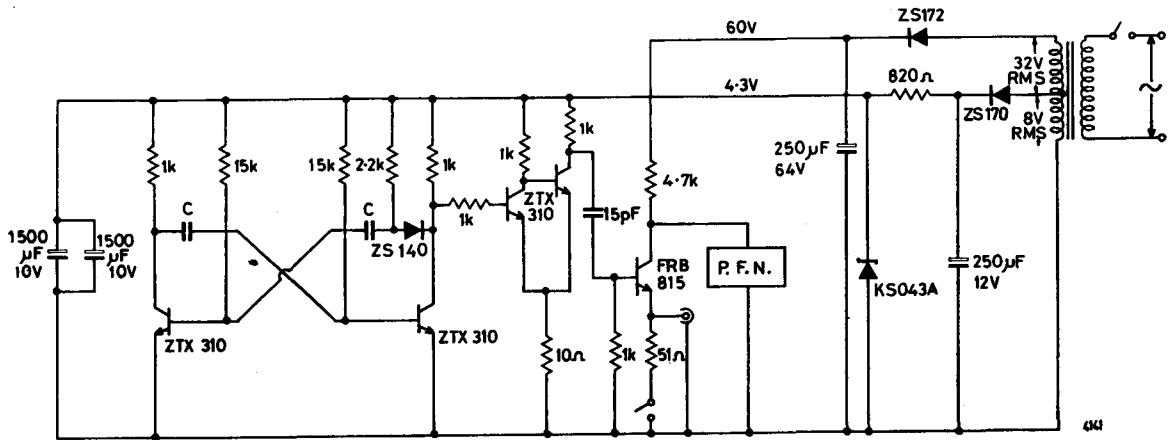 ZS172
60V
32V
RMS
4·3V
820Ω
ZS170
8V
RMS
1k
15k
15k
2·2k
1k
1k
1k
250µF
64V
4·7k
C
C
ZS 140
1k
ZTX
310
15pF
1500
µF
10V
1500
µF
10V
FRB
815
P.F.N.
KS043A
250µF
12V
ZTX 310
ZTX 310
10Ω
1k
51Ω
4141